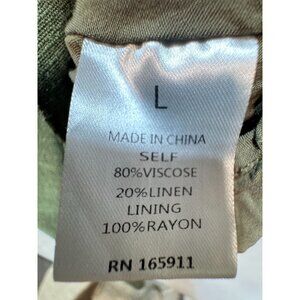 L
MADE IN CHINA
SELF
80%VISCOSE
20%LINEN
LINING
100%RAYON
RN 165911